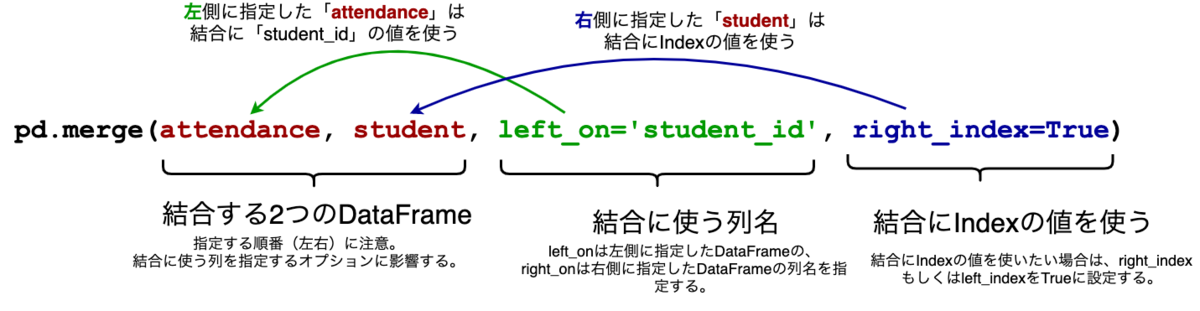 左側に指定した「attendance」は
結合に「student_id」の値を使う
右側に指定した「student」は
結合にIndexの値を使う
pd.merge(attendance, student, left_on='student_id', right_index=True)
結合する2つのDataFrame
指定する順番（左右）に注意。
結合に使う列を指定するオプションに影響する。
結合に使う列名
left_onは左側に指定したDataFrameの、
right_onは右側に指定したDataFrameの列名を指
定する。
結合にIndexの値を使う
結合にIndexの値を使いたい場合は、right_index
もしくはleft_indexをTrueに設定する。